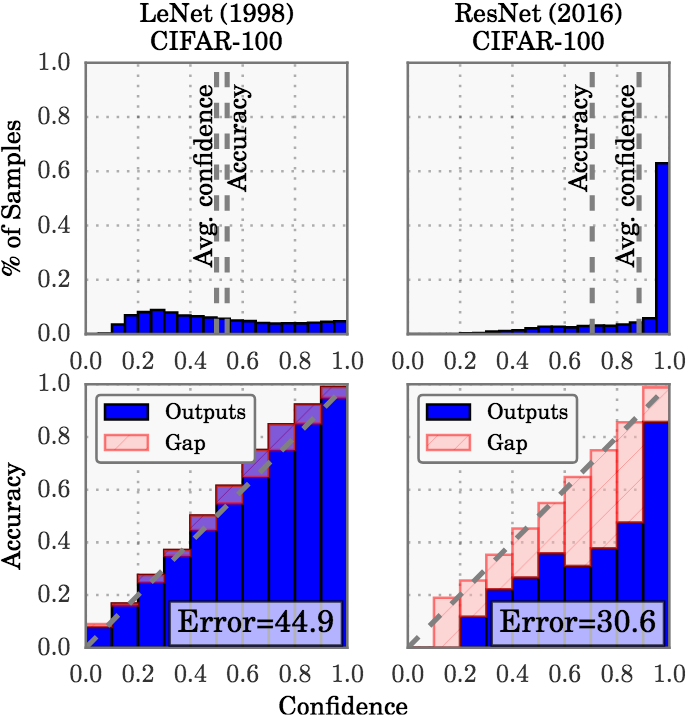 LeNet (1998)
CIFAR-100
ResNet (2016)
CIFAR-100
% of Samples
1.0
0.8
0.6
0.4
0.2
0.0
Avg. confidence
Accuracy
Accuracy
Avg. confidence
0.0 0.2 0.4 0.6 0.8 1.0
0.0 0.2 0.4 0.6 0.8 1.0
Accuracy
1.0
0.8
0.6
0.4
0.2
0.0
Outputs
Gap
Error=44.9
Outputs
Gap
Error=30.6
0.0 0.2 0.4 0.6 0.8 1.0
0.0 0.2 0.4 0.6 0.8 1.0
Confidence